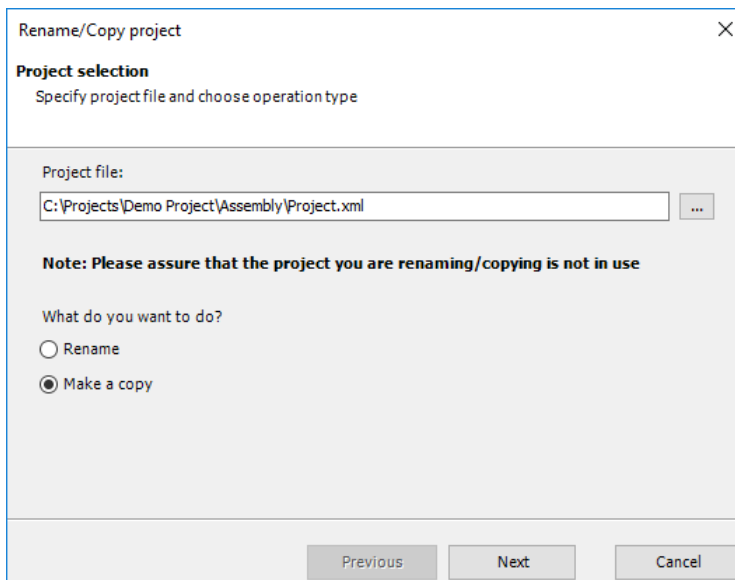 Rename/Copy project
Project selection
Specify project file and choose operation type
Project file:
C:\Projects\Demo Project\Assembly\Project.xml
...
Note: Please assure that the project you are renaming/copying is not in use
What do you want to do?
Rename
Make a copy
Previous
Next
Cancel